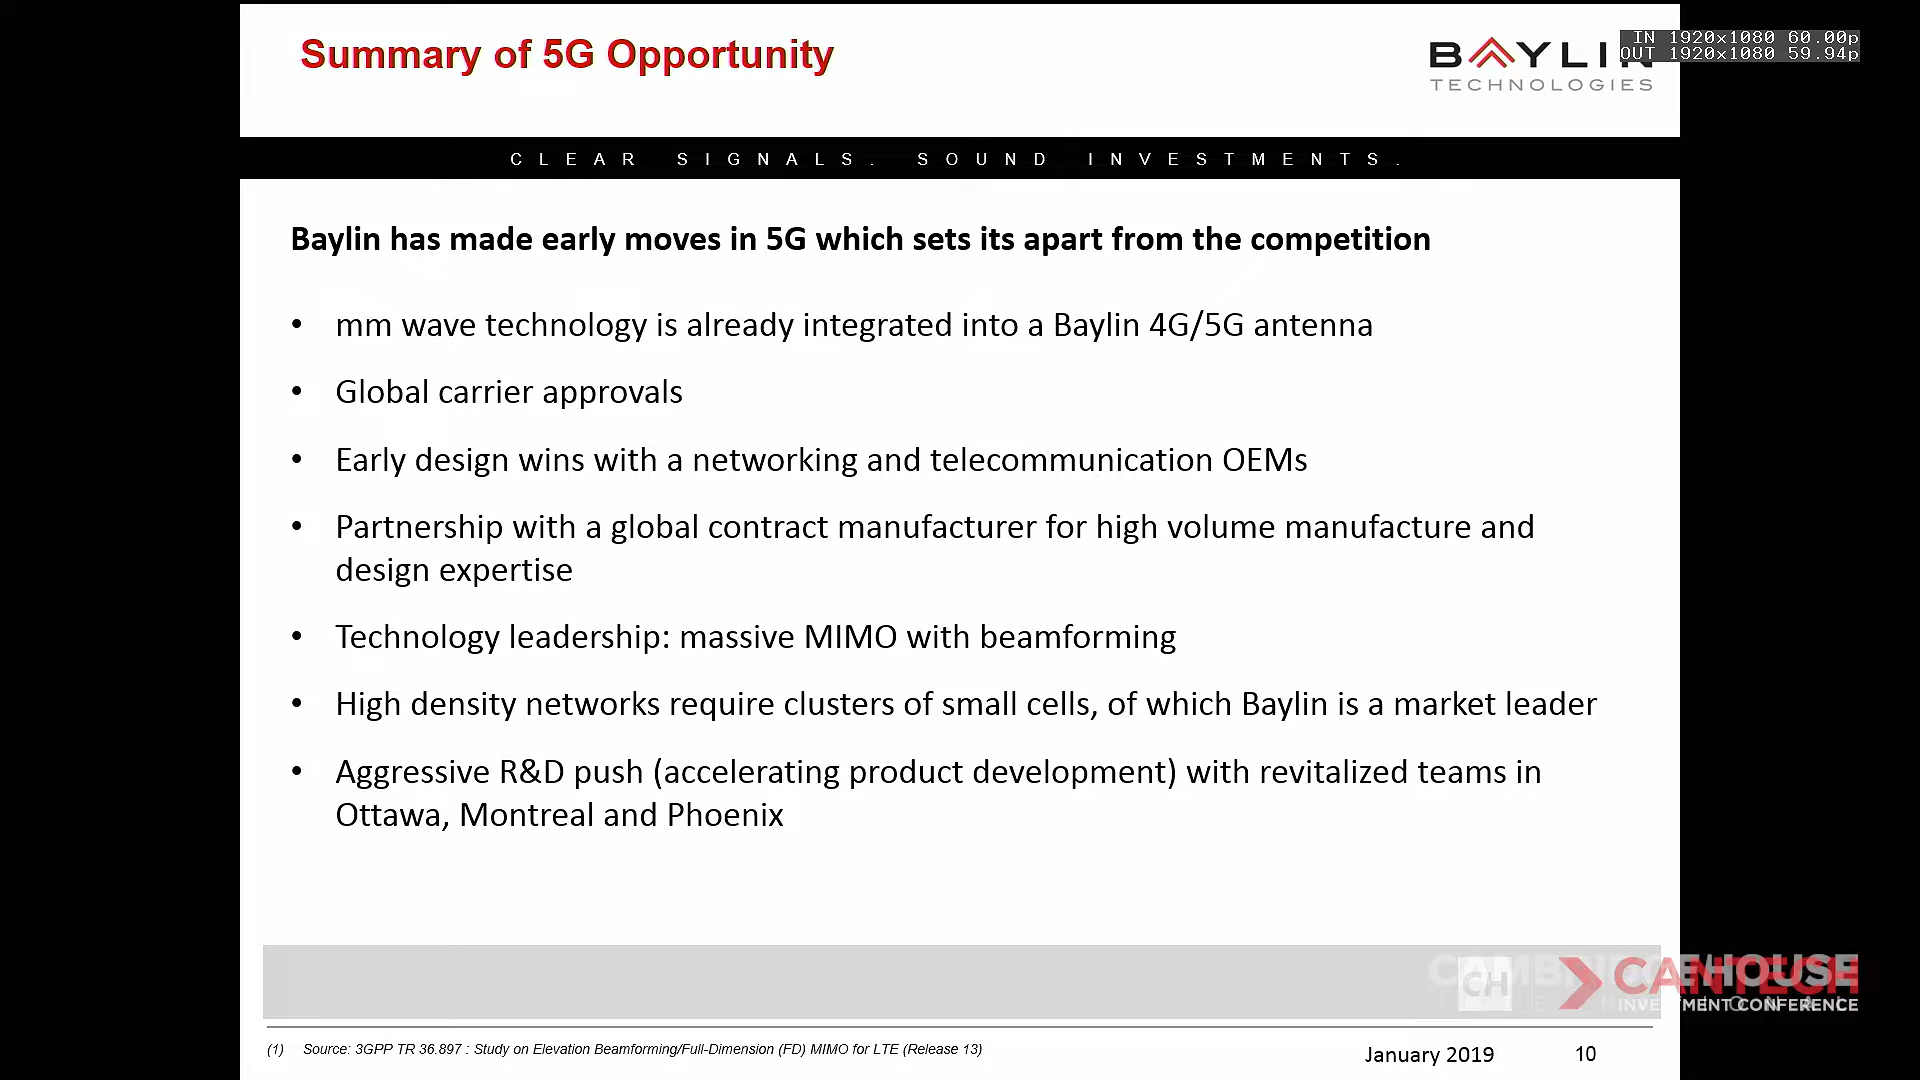 Summary of 5G Opportunity
BAYLIN
TECHNOLOGIES
IN 1920x1080 60.00p
OUT 1920x1080 59.94p
CLEAR SIGNALS. SOUND INVESTMENTS.
Baylin has made early moves in 5G which sets its apart from the competition
• mm wave technology is already integrated into a Baylin 4G/5G antenna
• Global carrier approvals
• Early design wins with a networking and telecommunication OEMs
• Partnership with a global contract manufacturer for high volume manufacture and
design expertise
• Technology leadership: massive MIMO with beamforming
• High density networks require clusters of small cells, of which Baylin is a market leader
• Aggressive R&D push (accelerating product development) with revitalized teams in
Ottawa, Montreal and Phoenix
CH
CAMBRIDGE HOUSE
CANTECH
INVESTMENT CONFERENCE
(1) Source: 3GPP TR 36.897 : Study on Elevation Beamforming/Full-Dimension (FD) MIMO for LTE (Release 13)
January 2019
10